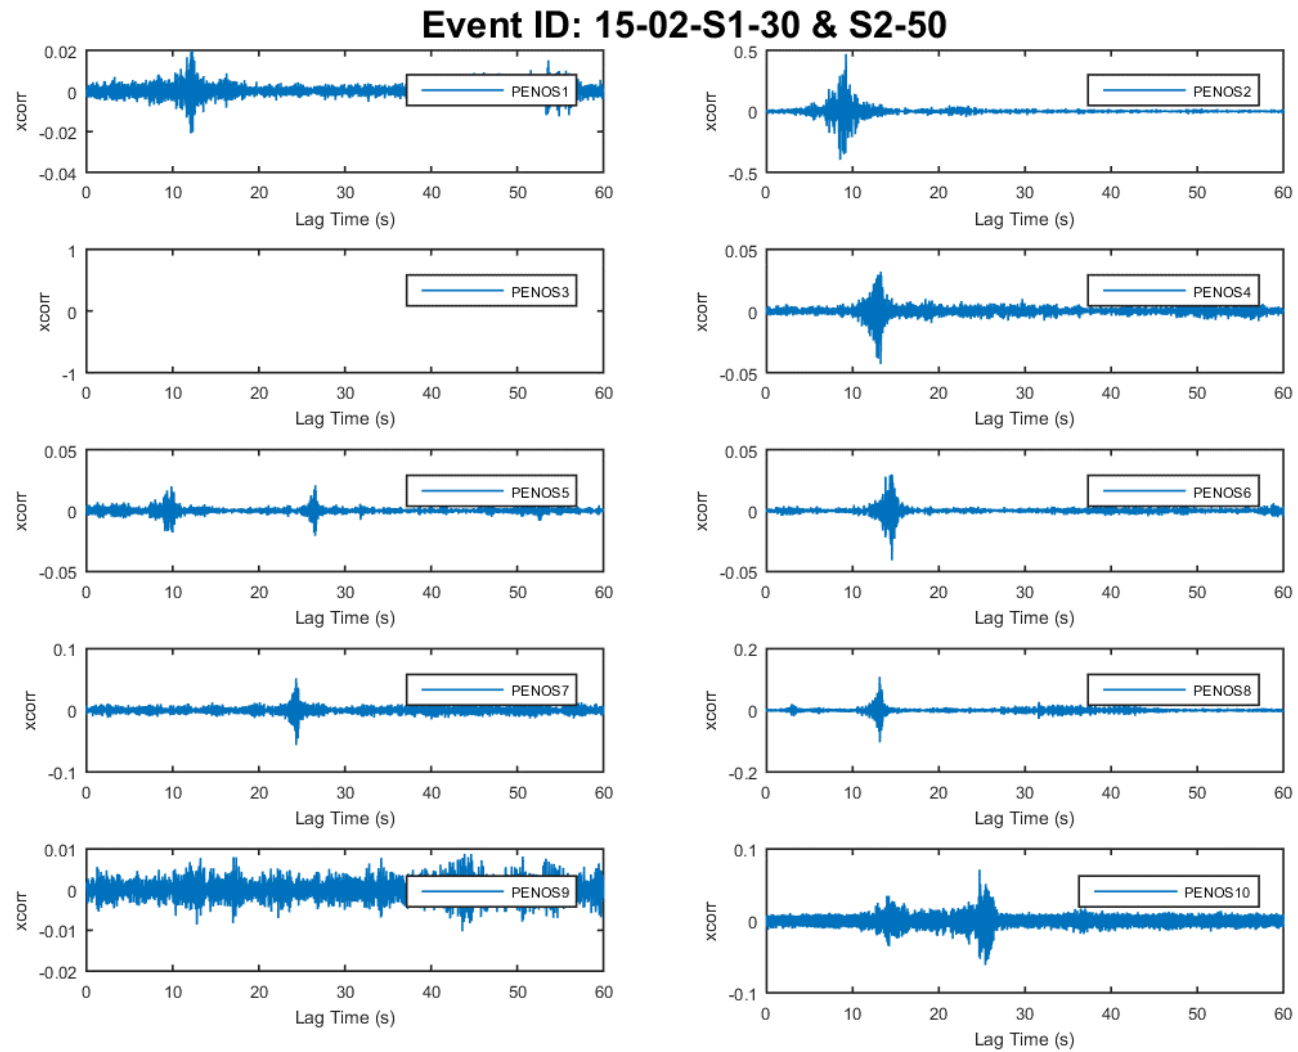 Event ID: 15-02-S1-30 & S2-50
0.02
0
-0.02
-0.04
xcorr
PENOS1
0 10 20 30 40 50 60
Lag Time (s)
0.5
0
-0.5
xcorr
PENOS2
0 10 20 30 40 50 60
Lag Time (s)
1
0
-1
xcorr
PENOS3
0 10 20 30 40 50 60
Lag Time (s)
0.05
0
-0.05
xcorr
PENOS4
0 10 20 30 40 50 60
Lag Time (s)
0.05
0
-0.05
xcorr
PENOS5
0 10 20 30 40 50 60
Lag Time (s)
0.05
0
-0.05
xcorr
PENOS6
0 10 20 30 40 50 60
Lag Time (s)
0.1
0
-0.1
xcorr
PENOS7
0 10 20 30 40 50 60
Lag Time (s)
0.2
0
-0.2
xcorr
PENOS8
0 10 20 30 40 50 60
Lag Time (s)
0.01
0
-0.01
-0.02
xcorr
PENOS9
0 10 20 30 40 50 60
Lag Time (s)
0.1
0
-0.1
xcorr
PENOS10
0 10 20 30 40 50 60
Lag Time (s)